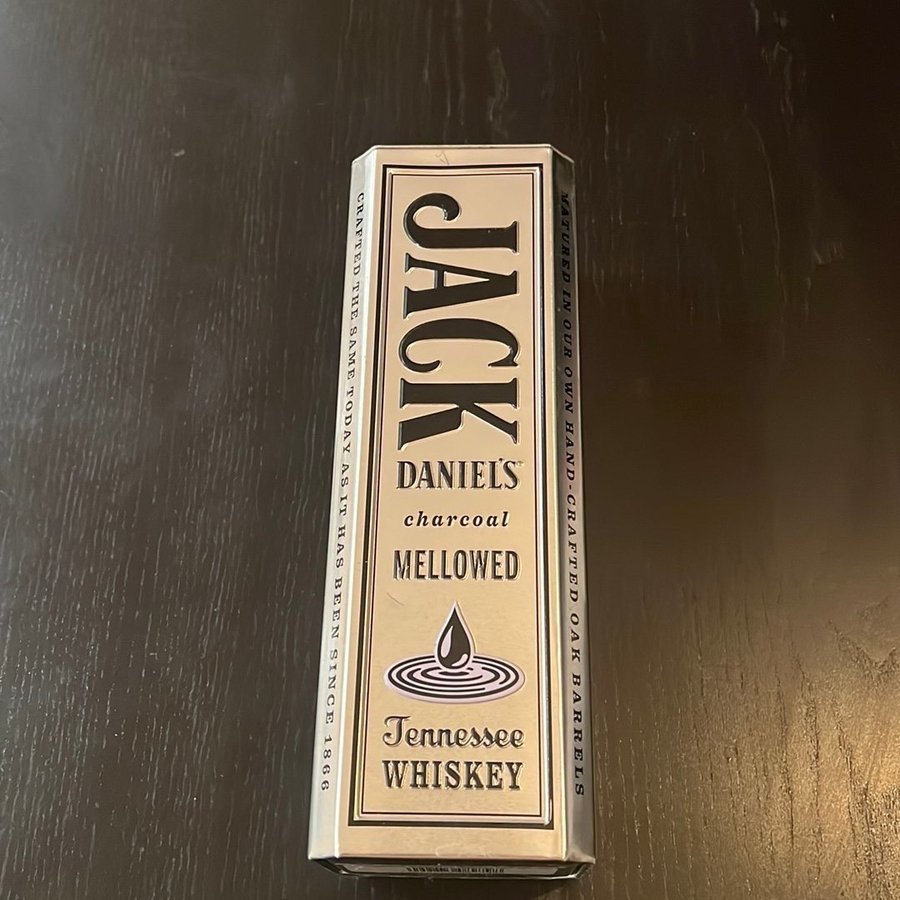 CRAFTED THE SAME TODAY AS IT HAS BEEN SINCE 1866
JACK
DANIEL'S
charcoal
MELLOWED
Tennessee
WHISKEY
MATURED IN OUR OWN HAND-CRAFTED OAK BARRELS